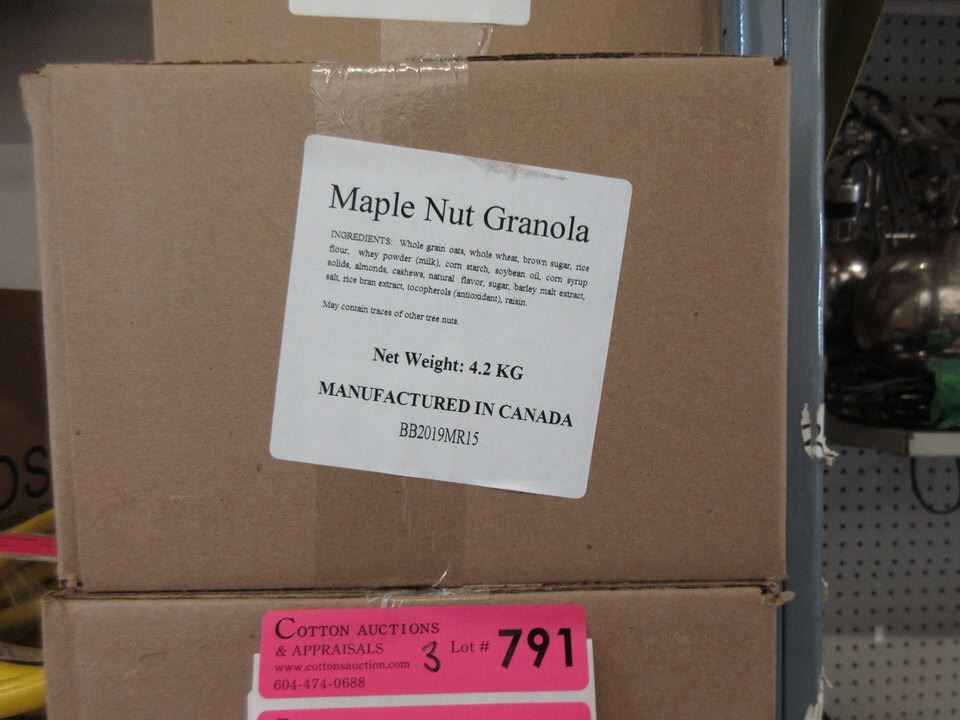 Maple Nut Granola
INGREDIENTS: Whole grain oats, whole wheat, brown sugar, rice
flour, whey powder (milk), corn starch, soybean oil, corn syrup
solids, almonds, cashews, natural flavor, sugar, barley malt extract,
salt, rice bran extract, tocopherols (antioxidant), raisin.
May contain traces of other tree nuts.
Net Weight: 4.2 KG
MANUFACTURED IN CANADA
BB2019MR15
OS
COTTON AUCTIONS
& APPRAISALS
www.cottonsauction.com
604-474-0688
3
Lot # 791